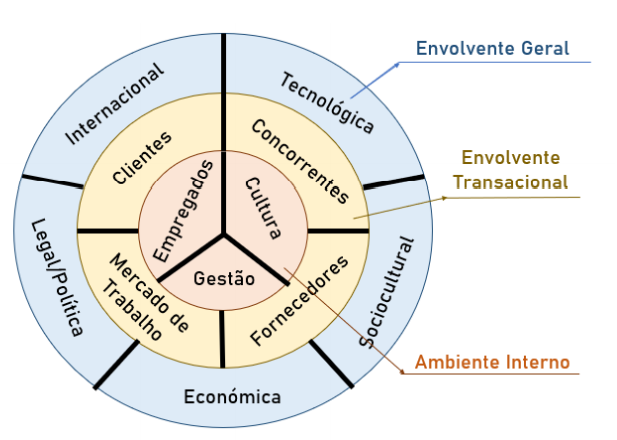 Envolvente Geral
Internacional
Tecnológica
Clientes
Concorrentes
Envolvente
Transacional
Empregados
Cultura
Legal/Política
Mercado de
Trabalho
Gestão
Fornecedores
Sociocultural
Ambiente Interno
Económica